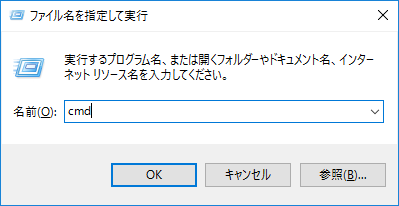 ファイル名を指定して実行
実行するプログラム名、または開くフォルダーやドキュメント名、インター
ネット リソース名を入力してください。
名前(O): cmd
OK キャンセル 参照(B)...